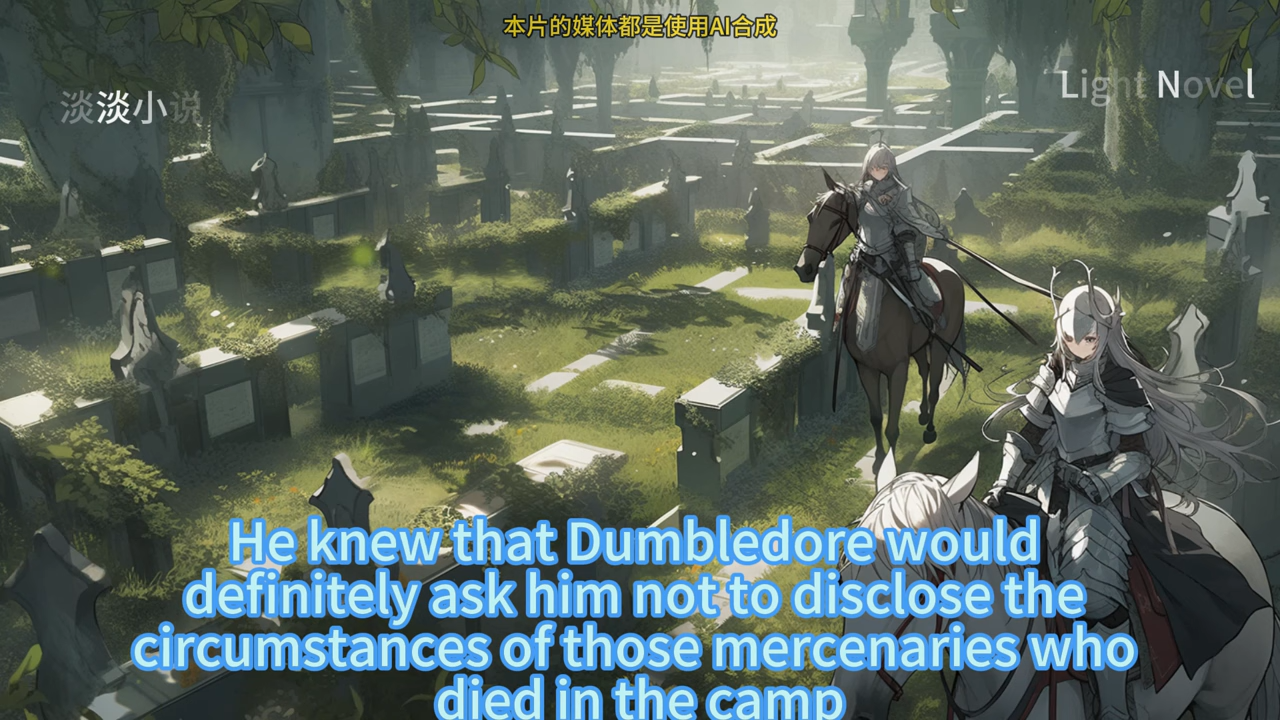 本片的媒体都是使用AI合成
淡淡小说
Light Novel
He knew that Dumbledore would
definitely ask him not to disclose the
circumstances of those mercenaries who
died in the camp